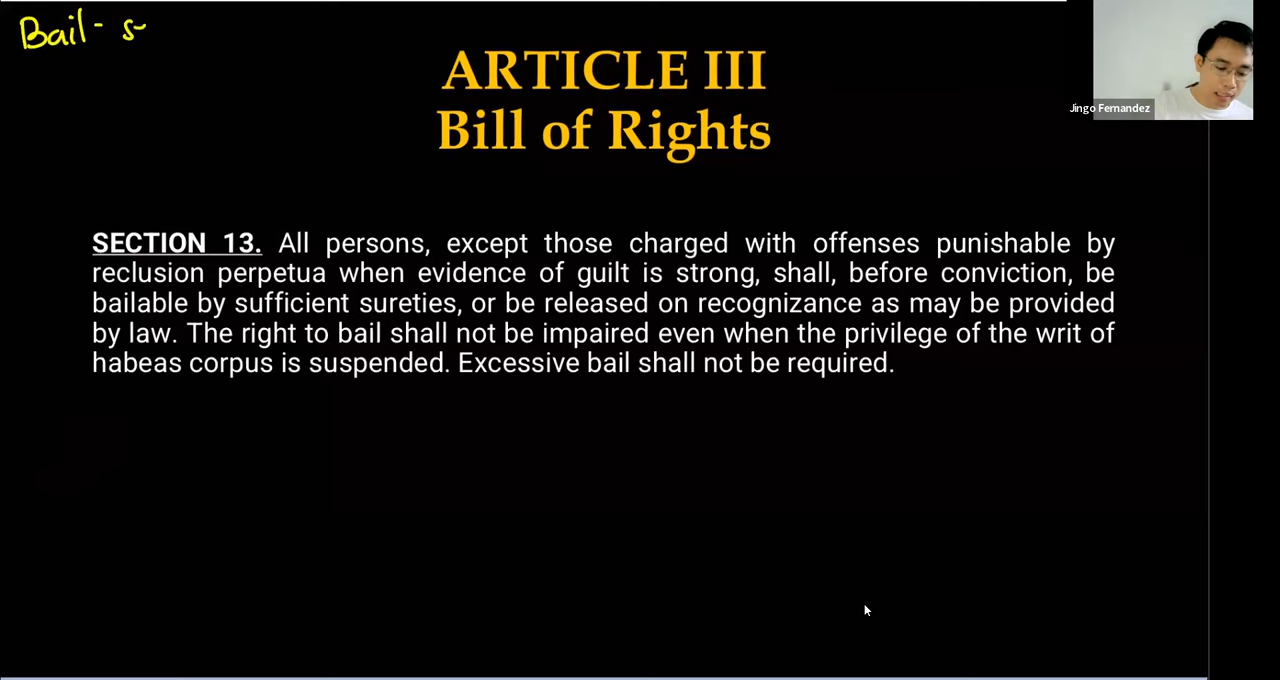 Bail- s-
ARTICLE III
Bill of Rights
Jingo Fernandez
SECTION 13. All persons, except those charged with offenses punishable by
reclusion perpetua when evidence of guilt is strong, shall, before conviction, be
bailable by sufficient sureties, or be released on recognizance as may be provided
by law. The right to bail shall not be impaired even when the privilege of the writ of
habeas corpus is suspended. Excessive bail shall not be required.